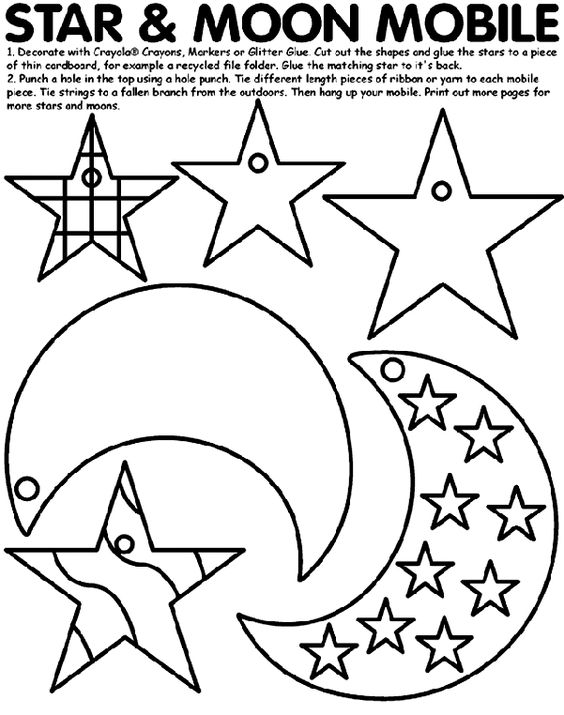 STAR & MOON MOBILE
1. Decorate with Crayola® Crayons, Markers or Glitter Glue. Cut out the shapes and glue the stars to a piece
of thin cardboard, for example a recycled file folder. Glue the matching star to it's back.
2. Punch a hole in the top using a hole punch. Tie different length pieces of ribbon or yarn to each mobile
piece. Tie strings to a fallen branch from the outdoors. Then hang up your mobile. Print out more pages for
more stars and moons.